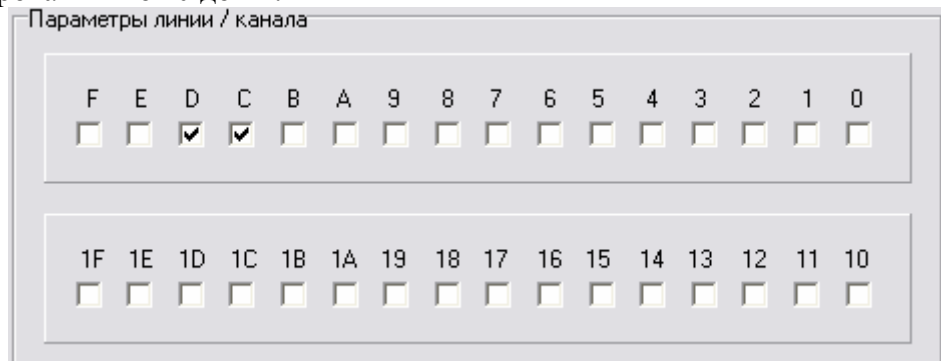 Параметры линии / канала
F E D C B A 9 8 7 6 5 4 3 2 1 0
1F 1E 1D 1C 1B 1A 19 18 17 16 15 14 13 12 11 10